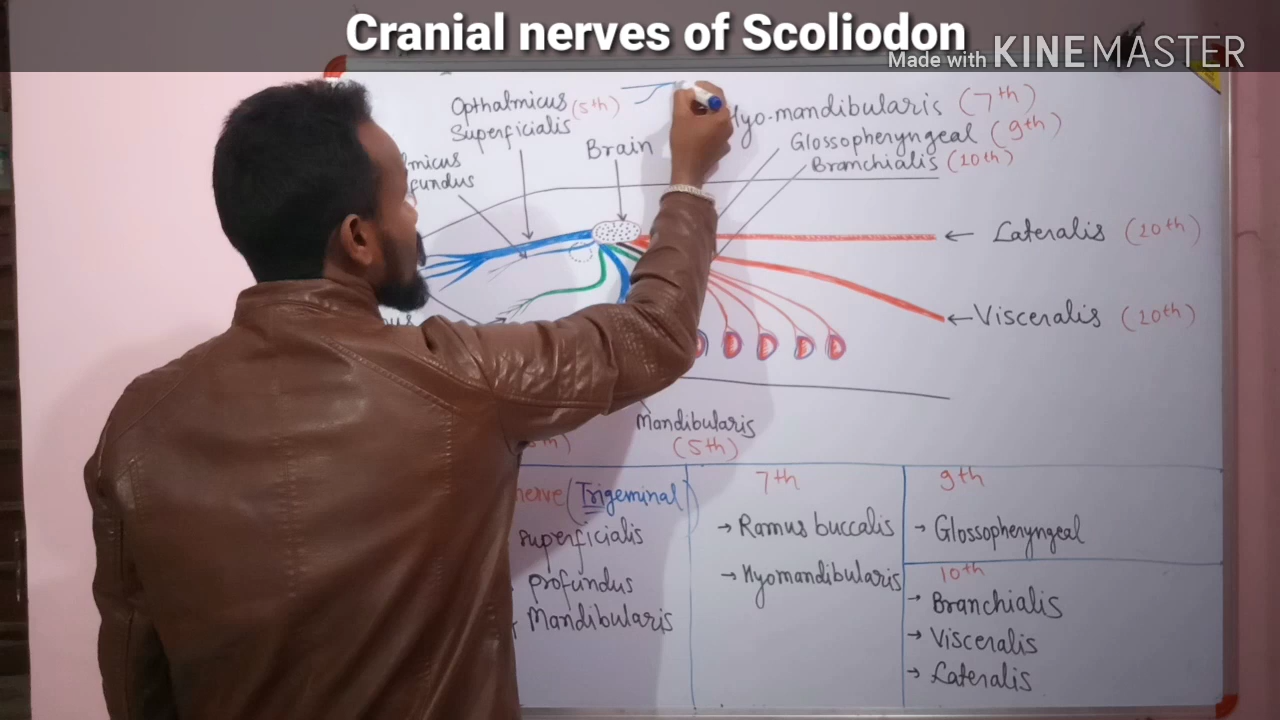 Cranial nerves of Scoliodon
Made with KINEMASTER
Opthalmicus (5th)
Superficialis
Brain
Hyo-mandibularis (7th)
Glossopheryngeal (9th)
Branchialis (10th)
← Lateralis (10th)
← Visceralis (10th)
Mandibularis
(5th)
nerve (Trigeminal)
superficialis
profundus
Mandibularis
7th
→ Ramus buccalis
→ Hyomandibularis
9th
→ Glossopheryngeal
10th
→ Branchialis
→ Visceralis
→ Lateralis